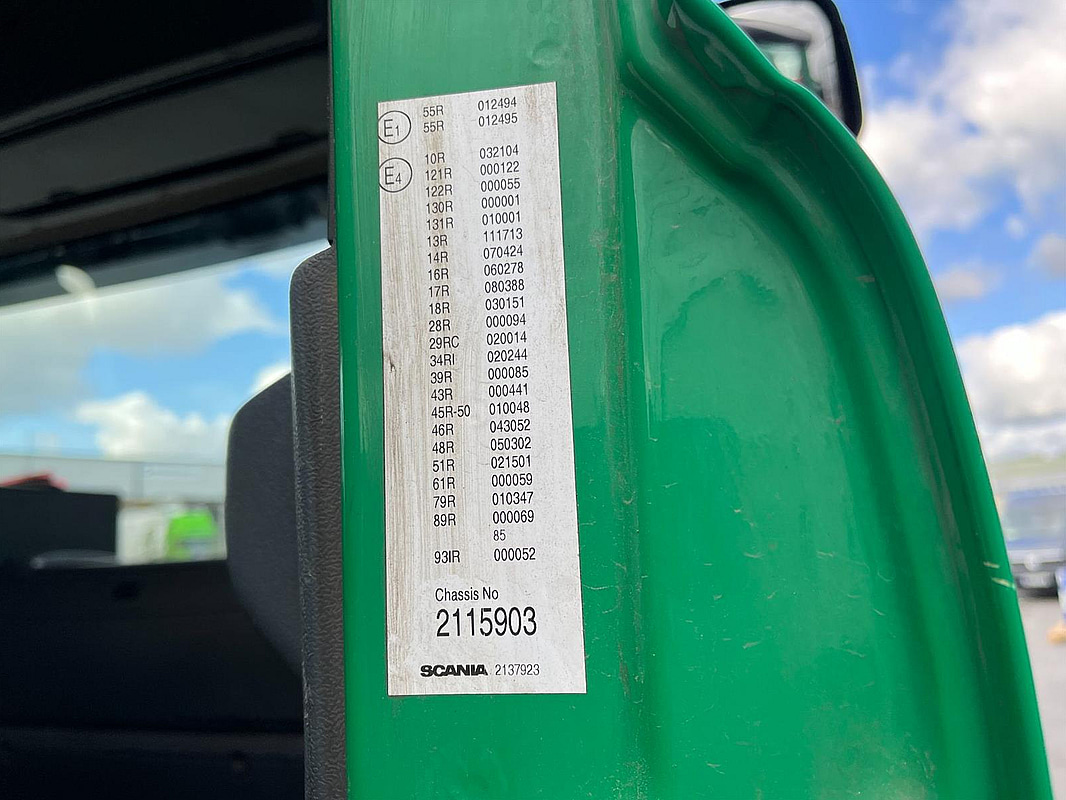 55R 012494
E1 55R 012495
10R 032104
E4 121R 000122
122R 000055
130R 000001
131R 010001
13R 111713
14R 070424
16R 060278
17R 080388
18R 030151
28R 000094
29RC 020014
34RI 020244
39R 000085
43R 000441
45R-50 010048
46R 043052
48R 050302
51R 021501
61R 000059
79R 010347
89R 000069
85
93IR 000052
Chassis No
2115903
SCANIA 2137923